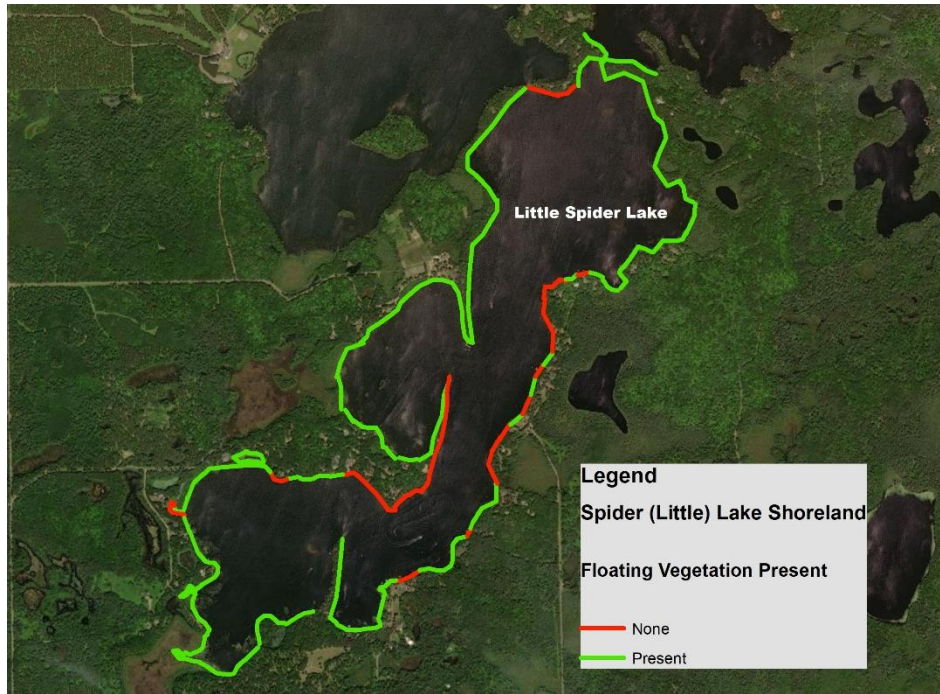 Little Spider Lake
Legend
Spider (Little) Lake Shoreland
Floating Vegetation Present
None
Present